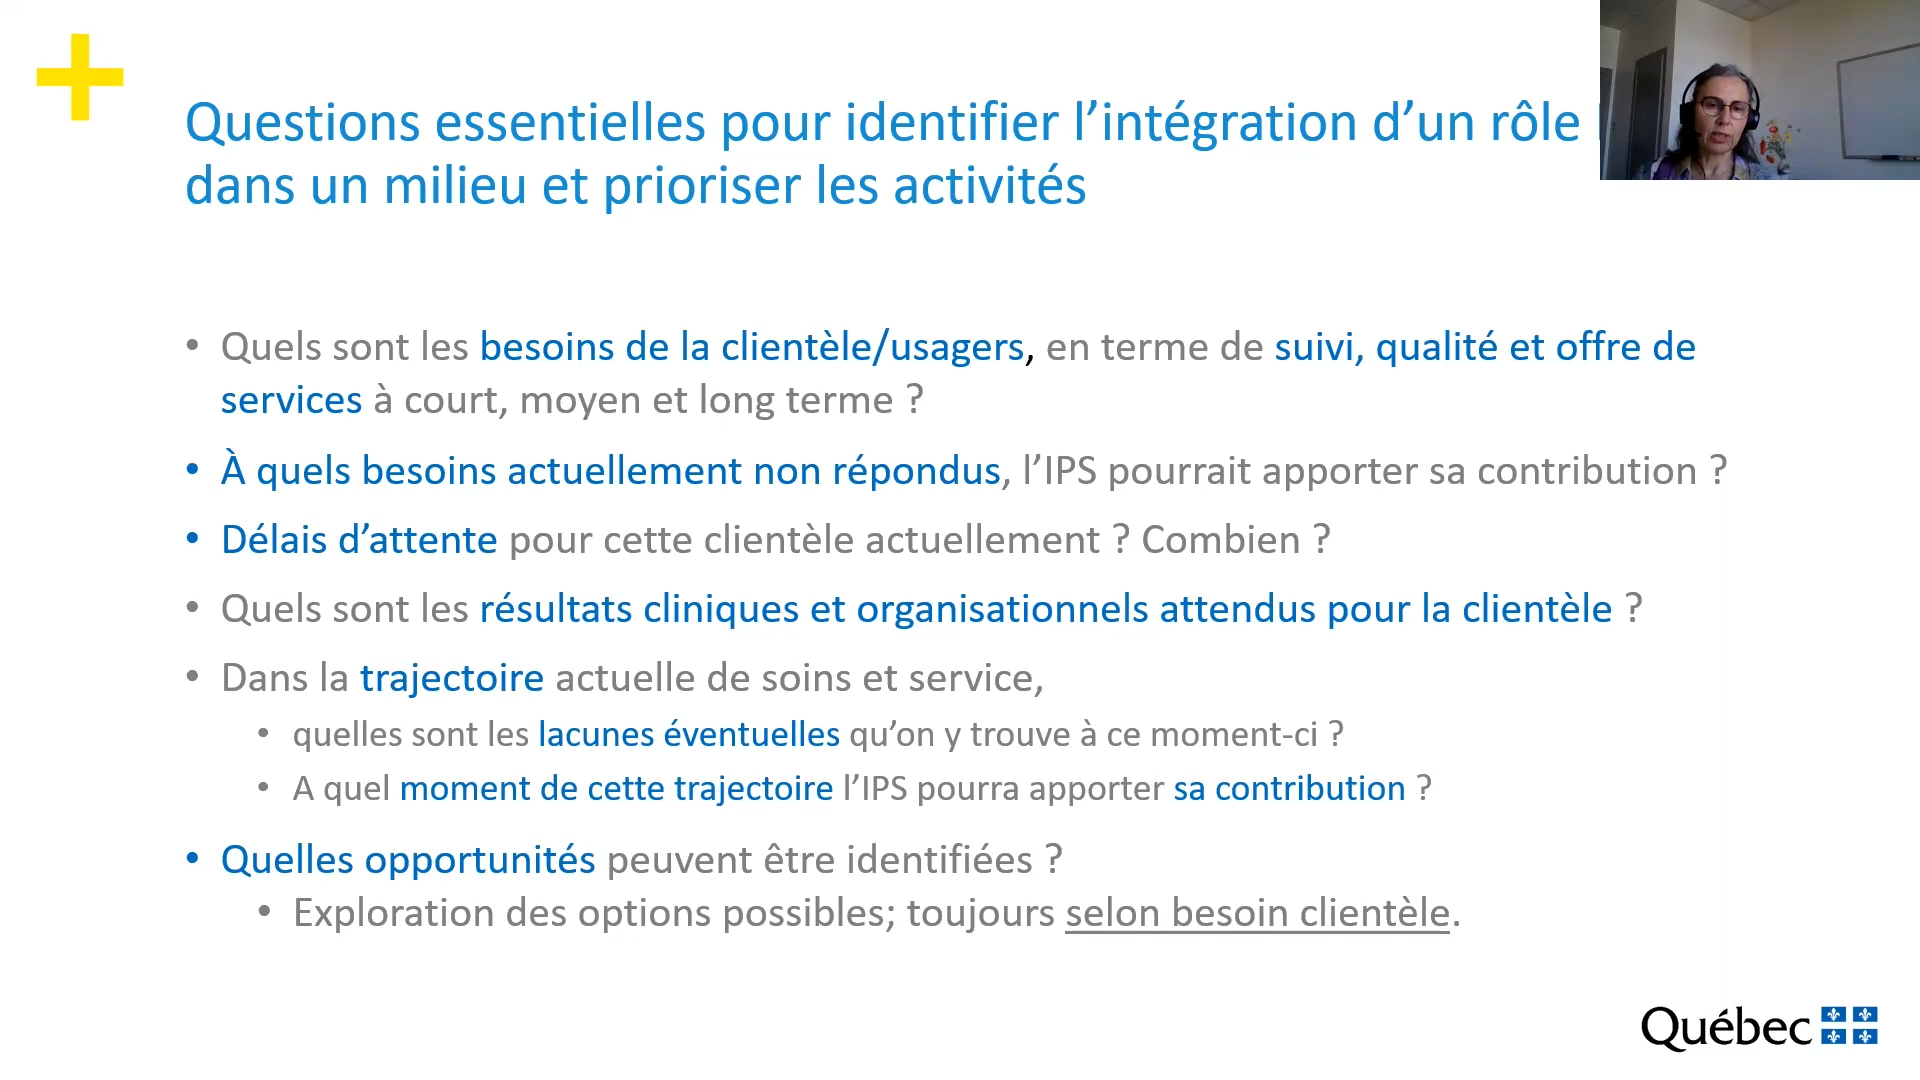 Questions essentielles pour identifier l’intégration d’un rôle
dans un milieu et prioriser les activités
• Quels sont les besoins de la clientèle/usagers, en terme de suivi, qualité et offre de
services à court, moyen et long terme ?
• À quels besoins actuellement non répondus, l’IPS pourrait apporter sa contribution ?
• Délais d’attente pour cette clientèle actuellement ? Combien ?
• Quels sont les résultats cliniques et organisationnels attendus pour la clientèle ?
• Dans la trajectoire actuelle de soins et service,
• quelles sont les lacunes éventuelles qu’on y trouve à ce moment-ci ?
• A quel moment de cette trajectoire l’IPS pourra apporter sa contribution ?
• Quelles opportunités peuvent être identifiées ?
• Exploration des options possibles; toujours selon besoin clientèle.
Québec